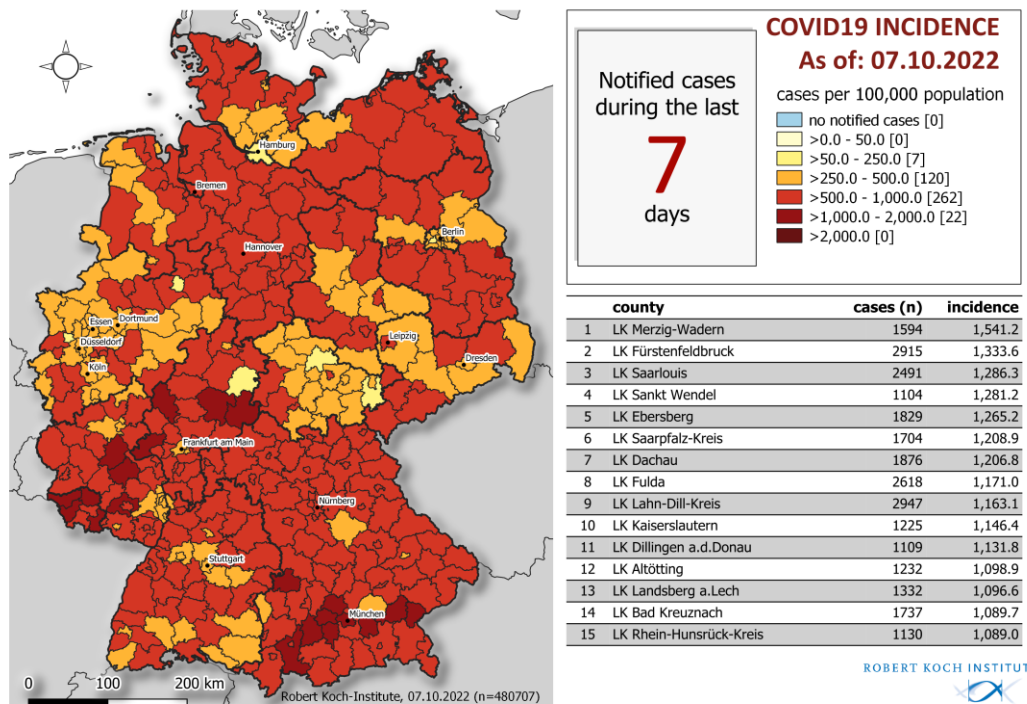 Hamburg
Bremen
Berlin
Hannover
Essen
Dortmund
Düsseldorf
Köln
Leipzig
Dresden
Frankfurt am Main
Nürnberg
Stuttgart
München
0 100 200 km
Robert Koch-Institute, 07.10.2022 (n=480707)
Notified cases
during the last
7
days
COVID19 INCIDENCE
As of: 07.10.2022
cases per 100,000 population
no notified cases [0]
>0.0 - 50.0 [0]
>50.0 - 250.0 [7]
>250.0 - 500.0 [120]
>500.0 - 1,000.0 [262]
>1,000.0 - 2,000.0 [22]
>2,000.0 [0]
county cases (n) incidence
1 LK Merzig-Wadern 1594 1,541.2
2 LK Fürstenfeldbruck 2915 1,333.6
3 LK Saarlouis 2491 1,286.3
4 LK Sankt Wendel 1104 1,281.2
5 LK Ebersberg 1829 1,265.2
6 LK Saarpfalz-Kreis 1704 1,208.9
7 LK Dachau 1876 1,206.8
8 LK Fulda 2618 1,171.0
9 LK Lahn-Dill-Kreis 2947 1,163.1
10 LK Kaiserslautern 1225 1,146.4
11 LK Dillingen a.d.Donau 1109 1,131.8
12 LK Altötting 1232 1,098.9
13 LK Landsberg a.Lech 1332 1,096.6
14 LK Bad Kreuznach 1737 1,089.7
15 LK Rhein-Hunsrück-Kreis 1130 1,089.0
ROBERT KOCH INSTITUT